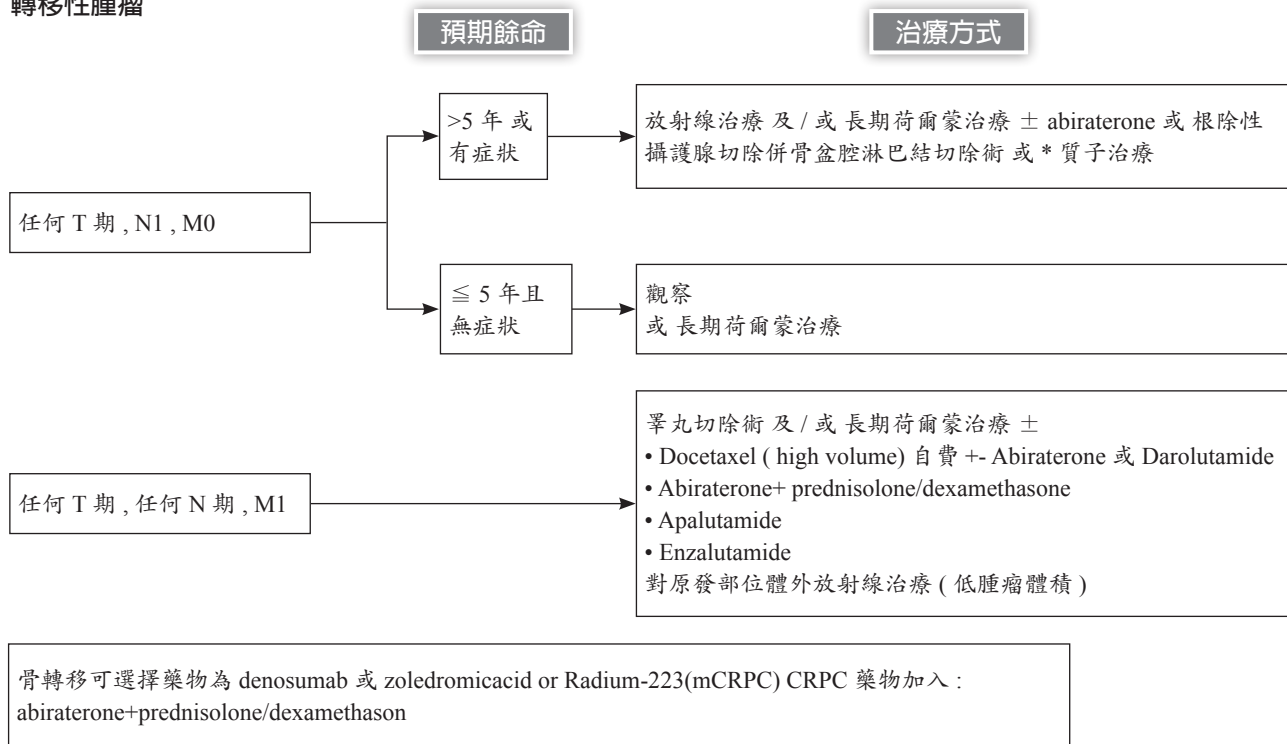 轉移性腫瘤
預期餘命
治療方式
>5 年 或
有症狀
放射線治療 及 / 或 長期荷爾蒙治療 ± abiraterone 或 根除性
攝護腺切除併骨盆腔淋巴結切除術 或 * 質子治療
任何 T 期 , N1 , M0
≦ 5 年且
無症狀
觀察
或 長期荷爾蒙治療
任何 T 期 , 任何 N 期 , M1
睪丸切除術 及 / 或 長期荷爾蒙治療 ±
• Docetaxel ( high volume) 自費 +- Abiraterone 或 Darolutamide
• Abiraterone+ prednisolone/dexamethasone
• Apalutamide
• Enzalutamide
對原發部位體外放射線治療 ( 低腫瘤體積 )
骨轉移可選擇藥物為 denosumab 或 zoledromicacid or Radium-223(mCRPC) CRPC 藥物加入 :
abiraterone+prednisolone/dexamethason